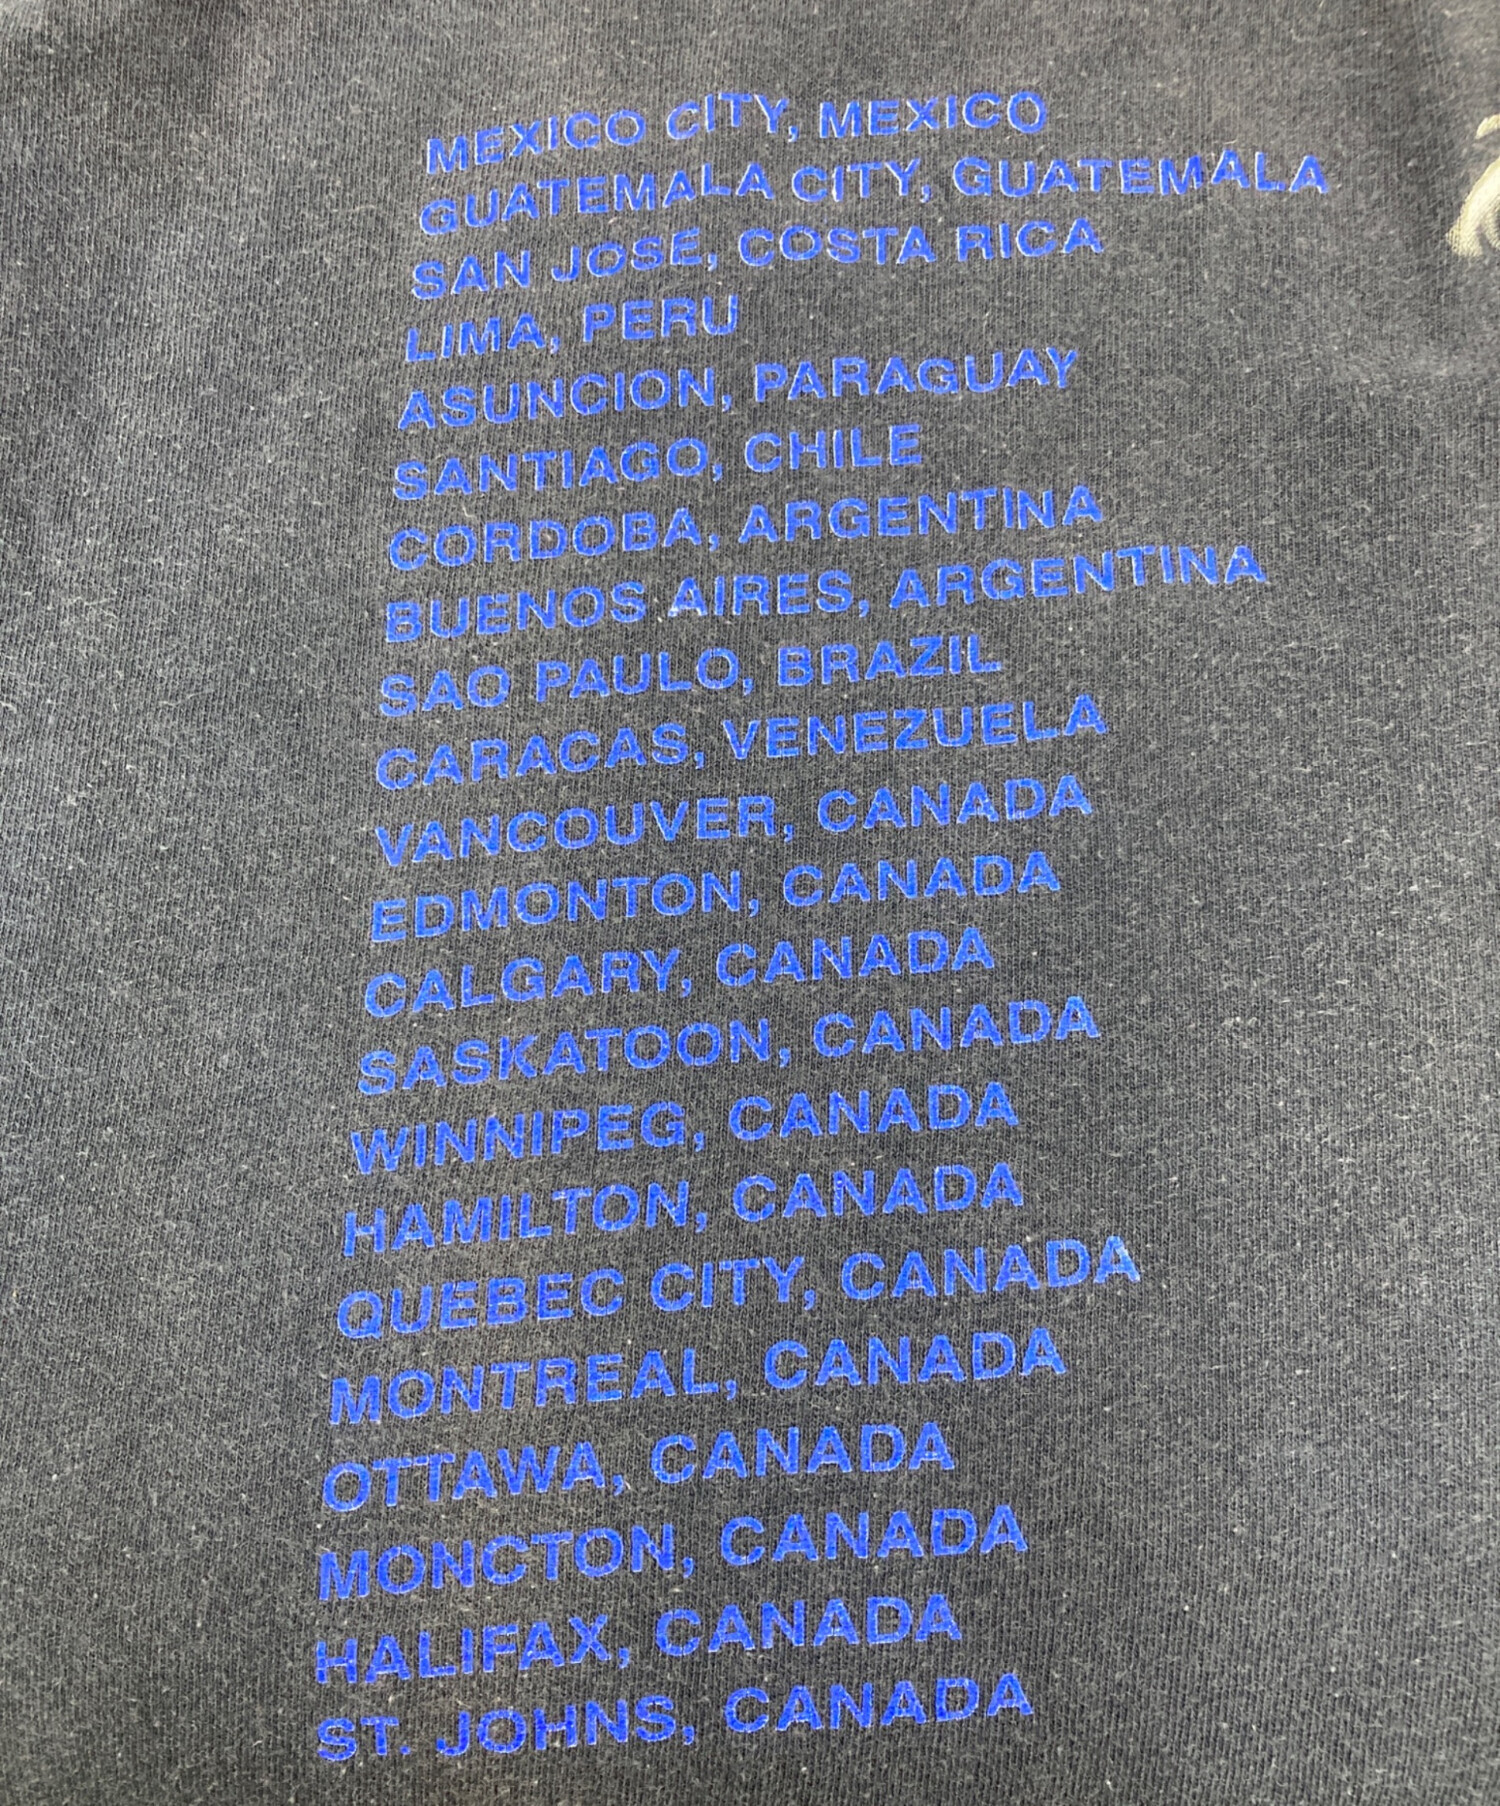 MEXICO CITY, MEXICO
GUATEMALA CITY, GUATEMALA
SAN JOSE, COSTA RICA
LIMA, PERU
ASUNCION, PARAGUAY
SANTIAGO, CHILE
CORDOBA, ARGENTINA
BUENOS AIRES, ARGENTINA
SAO PAULO, BRAZIL
CARACAS, VENEZUELA
VANCOUVER, CANADA
EDMONTON, CANADA
CALGARY, CANADA
SASKATOON, CANADA
WINNIPEG, CANADA
HAMILTON, CANADA
QUEBEC CITY, CANADA
MONTREAL, CANADA
OTTAWA, CANADA
MONCTON, CANADA
HALIFAX, CANADA
ST. JOHNS, CANADA